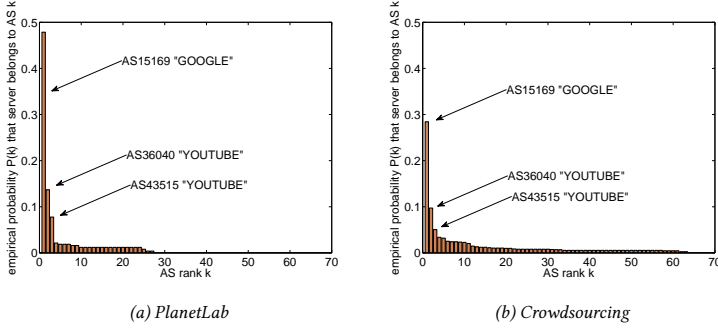 empirical probability P(k) that server belongs to AS k
0.5
0.4
0.3
0.2
0.1
0
AS15169 "GOOGLE"
AS36040 "YOUTUBE"
AS43515 "YOUTUBE"
0 10 20 30 40 50 60 70
AS rank k
(a) PlanetLab
empirical probability P(k) that server belongs to AS k
0.5
0.4
0.3
0.2
0.1
0
AS15169 "GOOGLE"
AS36040 "YOUTUBE"
AS43515 "YOUTUBE"
0 10 20 30 40 50 60 70
AS rank k
(b) Crowdsourcing